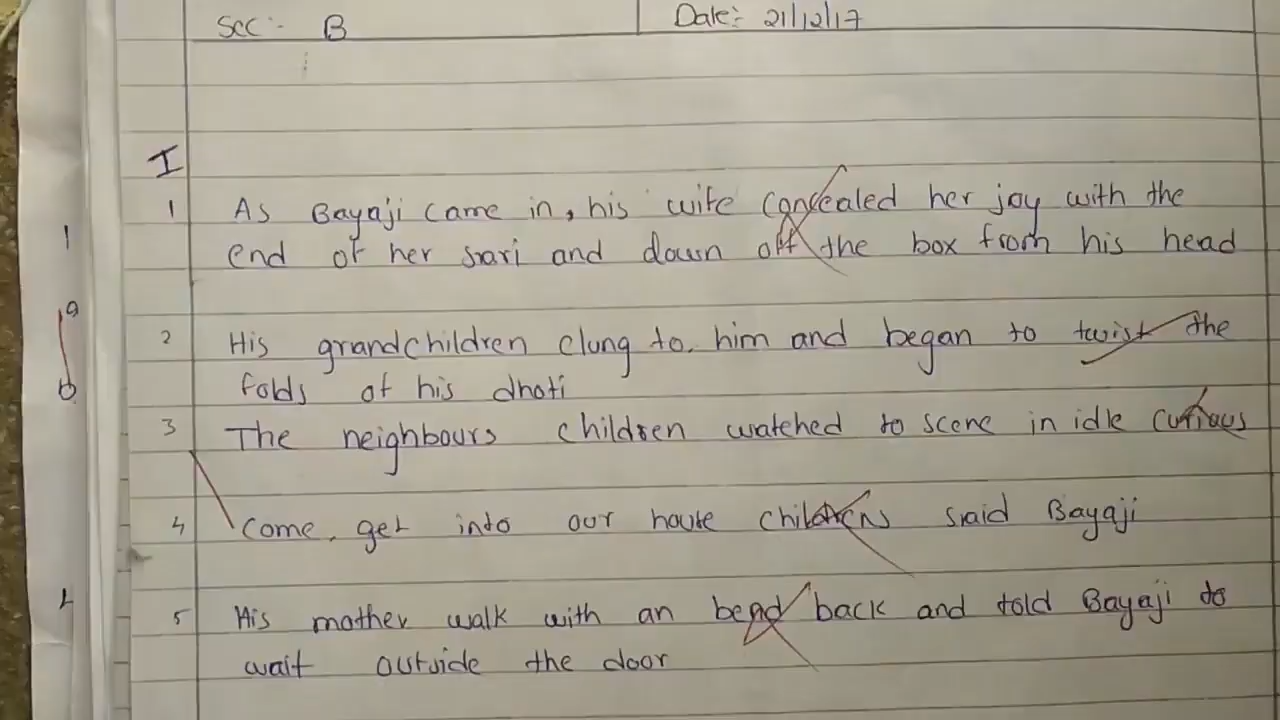 Sec :- B Date:- 21/12/17
I
1 As Bayaji came in, his wife concealed her joy with the
end of her srari and down off the box from his head
2 His grandchildren clung to him and began to twist the
folds of his dhoti
3 The neighbours children watched to scene in idle curious
4 Come, get into our house childrens said Bayaji
5 His mother walk with an bend back and told Bayaji to
wait outside the door